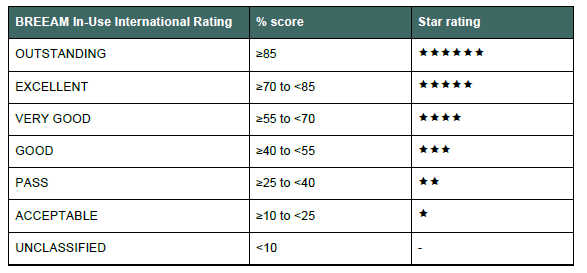 BREEAM In-Use International Rating % score Star rating
OUTSTANDING ≥85 ★★★★★★
EXCELLENT ≥70 to <85 ★★★★★
VERY GOOD ≥55 to <70 ★★★★
GOOD ≥40 to <55 ★★★
PASS ≥25 to <40 ★★
ACCEPTABLE ≥10 to <25 ★
UNCLASSIFIED <10 -